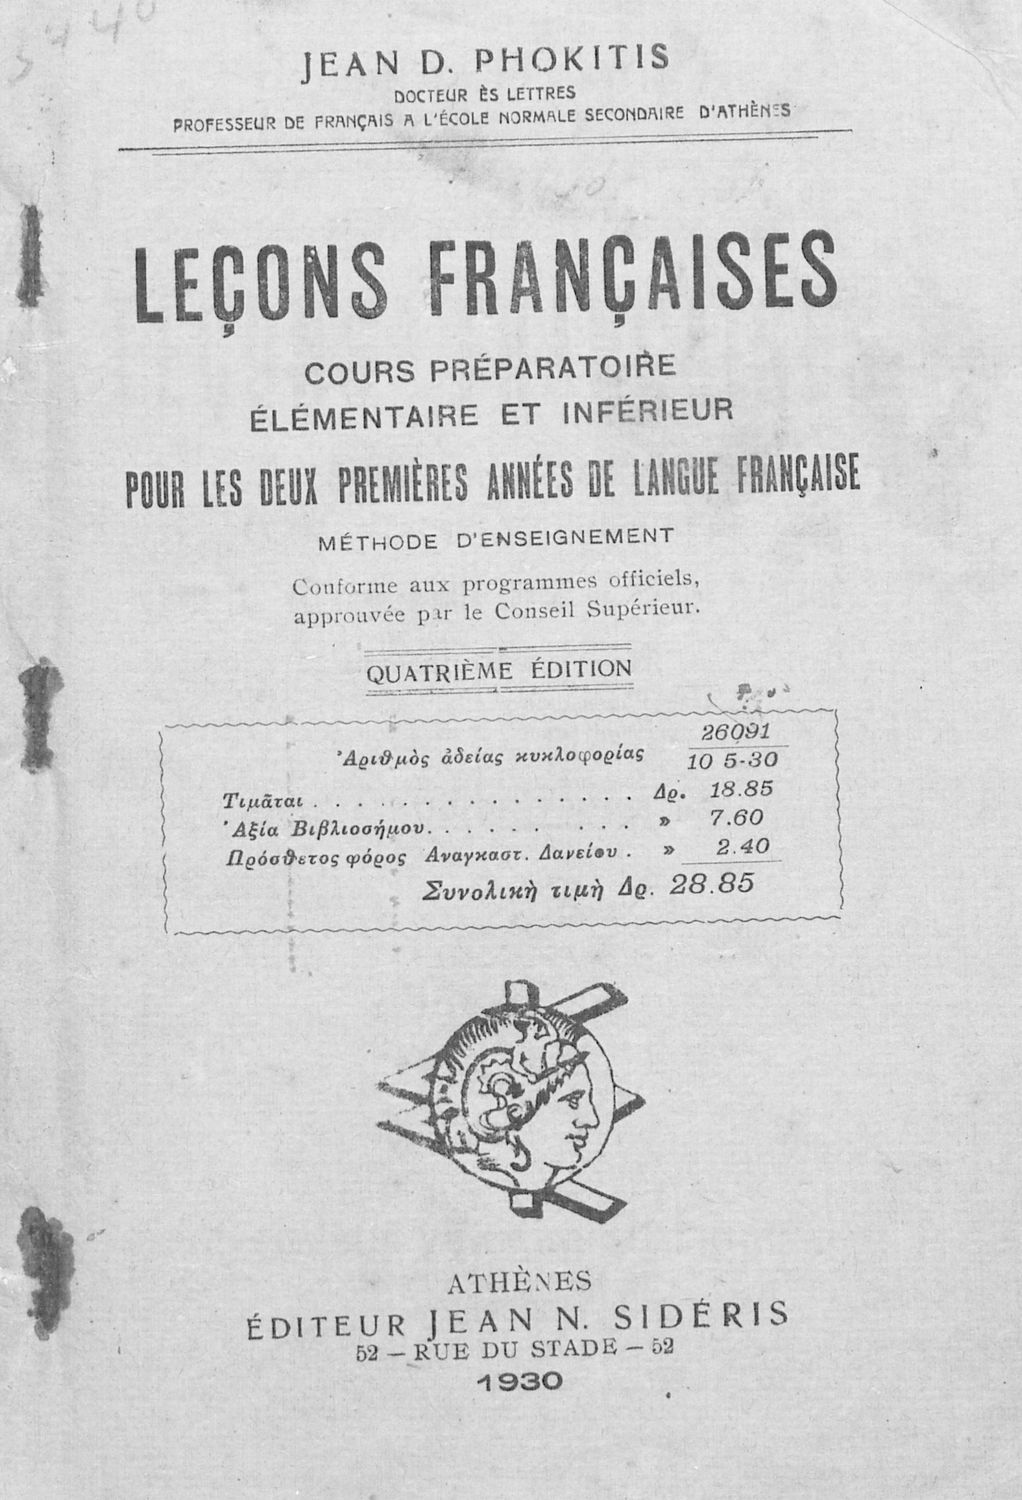 5440
JEAN D. PHOKITIS
DOCTEUR ÈS LETTRES
PROFESSEUR DE FRANÇAIS A L'ÉCOLE NORMALE SECONDAIRE D'ATHÈNES
LEÇONS FRANÇAISES
COURS PRÉPARATOIRE
ÉLÉMENTAIRE ET INFÉRIEUR
POUR LES DEUX PREMIÈRES ANNÉES DE LANGUE FRANÇAISE
MÉTHODE D'ENSEIGNEMENT
Conforme aux programmes officiels,
approuvée par le Conseil Supérieur.
QUATRIÈME ÉDITION
Ἀριθμὸς ἀδείας κυκλοφορίας 26091
10 5-30
Τιμᾶται . . . . . . . . . . . . . . . . Δρ. 18.85
Ἀξία Βιβλιοσήμου. . . . . . . . . . » 7.60
Πρόσθετος φόρος Ἀναγκαστ. Δανείου . » 2.40
Συνολικὴ τιμὴ Δρ. 28.85
ATHÈNES
ÉDITEUR JEAN N. SIDÉRIS
52 — RUE DU STADE — 52
1930